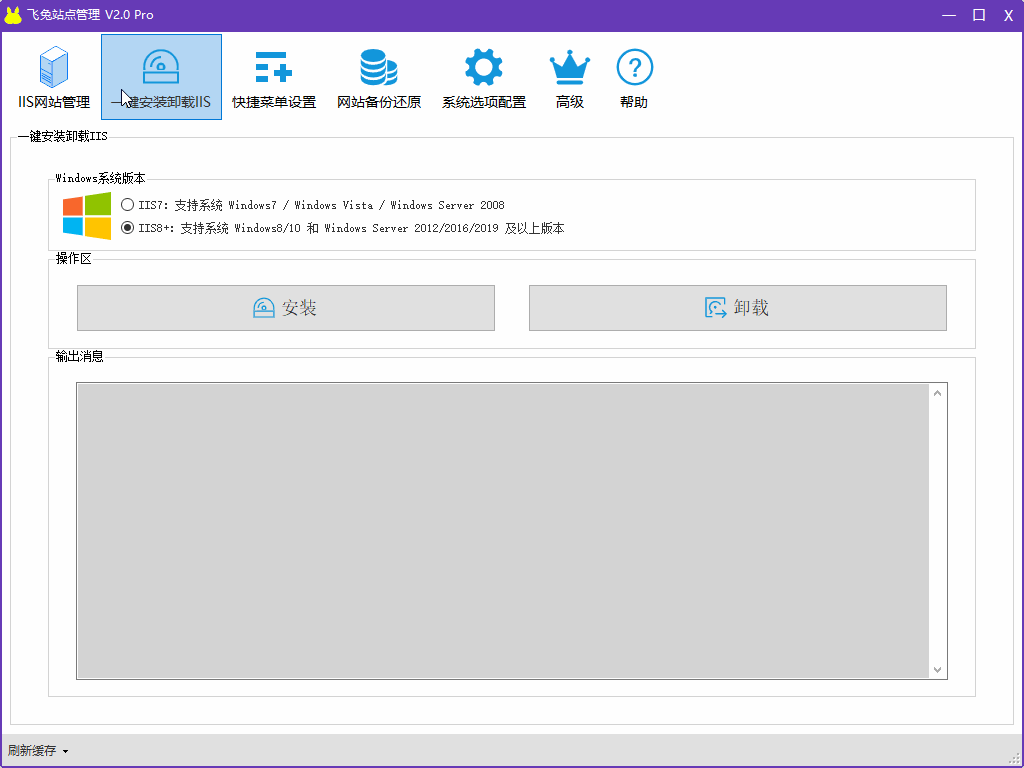 飞兔站点管理 V2.0 Pro
IIS网站管理
一键安装卸载IIS
快捷菜单设置
网站备份还原
系统选项配置
高级
帮助
一键安装卸载IIS
Windows系统版本
IIS7: 支持系统 Windows7 / Windows Vista / Windows Server 2008
IIS8+: 支持系统 Windows8/10 和 Windows Server 2012/2016/2019 及以上版本
操作区
安装
卸载
输出消息
刷新缓存